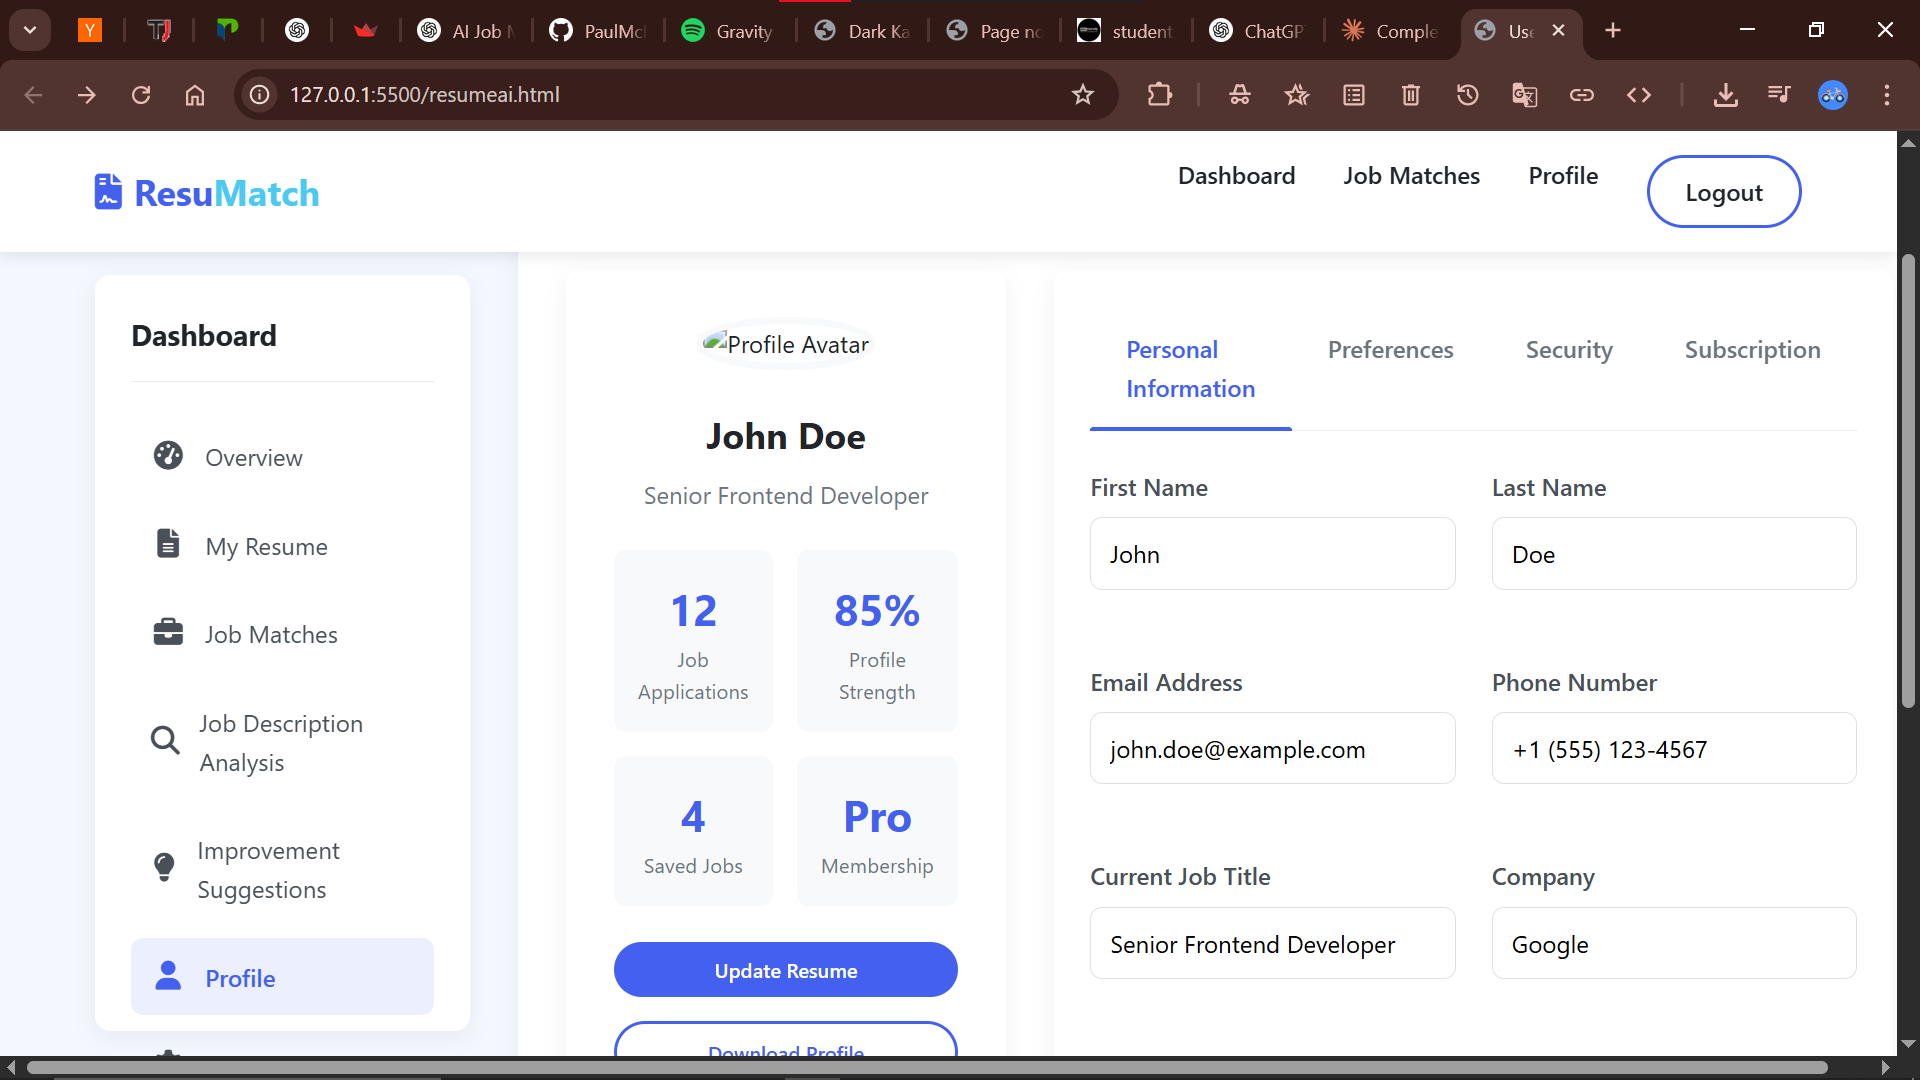 Y
TJ
AI Job M
PaulMc
Gravity
Dark Ka
Page no
student
ChatGP
Comple
Use
127.0.0.1:5500/resumeai.html
ResuMatch
Dashboard
Job Matches
Profile
Logout
Dashboard
Overview
My Resume
Job Matches
Job Description
Analysis
Improvement
Suggestions
Profile
Profile Avatar
John Doe
Senior Frontend Developer
12
Job
Applications
85%
Profile
Strength
4
Saved Jobs
Pro
Membership
Update Resume
Download Profile
Personal
Information
Preferences
Security
Subscription
First Name
John
Last Name
Doe
Email Address
john.doe@example.com
Phone Number
+1 (555) 123-4567
Current Job Title
Senior Frontend Developer
Company
Google